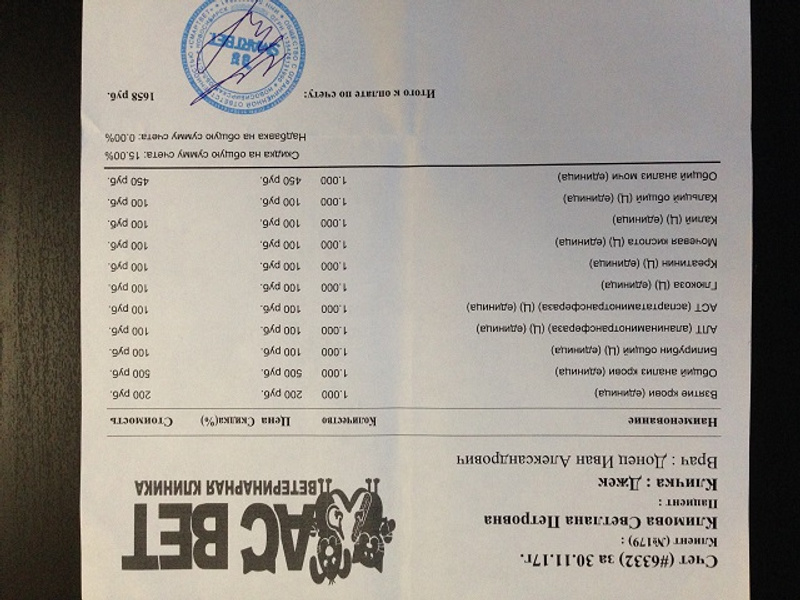 Счет (#6332) за 30.11.17г.
Клиент (№179) :
Климова Светлана Петровна
Пациент :
Кличка : Джек
Врач : Донец Иван Александрович
АС ВЕТ
ВЕТЕРИНАРНАЯ КЛИНИКА
Наименование Количество Цена Скидка(%) Стоимость
Взятие крови (единица) 1.000 200 руб. 200 руб.
Общий анализ крови (единица) 1.000 500 руб. 500 руб.
Билирубин общий (Ц) (единица) 1.000 100 руб. 100 руб.
АЛТ (аланинаминотрансфераза) (Ц) (единица) 1.000 100 руб. 100 руб.
АСТ (аспартатаминотрансфераза) (Ц) (единица) 1.000 100 руб. 100 руб.
Глюкоза (Ц) (единица) 1.000 100 руб. 100 руб.
Креатинин (Ц) (единица) 1.000 100 руб. 100 руб.
Мочевая кислота (Ц) (единица) 1.000 100 руб. 100 руб.
Калий (Ц) (единица) 1.000 100 руб. 100 руб.
Кальций общий (Ц) (единица) 1.000 100 руб. 100 руб.
Общий анализ мочи (единица) 1.000 450 руб. 450 руб.
Скидка на общую сумму счета: 15.00%
Надбавка на общую сумму счета: 0.00%
Итого к оплате по счету: 1658 руб.